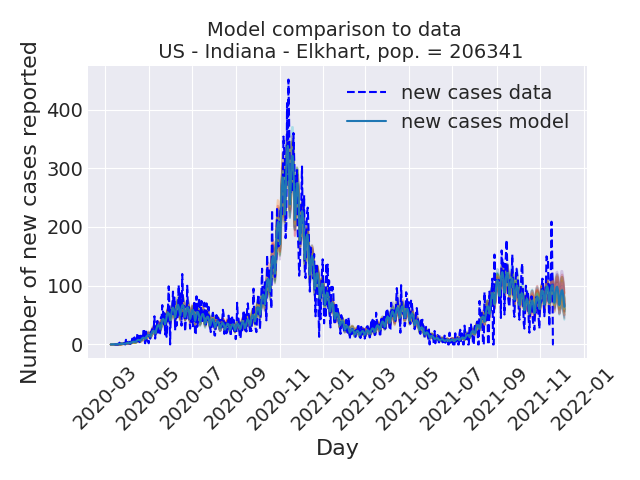 Model comparison to data
US - Indiana - Elkhart, pop. = 206341
Number of new cases reported
400
300
200
100
0
new cases data
new cases model
2020-03
2020-05
2020-07
2020-09
2020-11
2021-01
2021-03
2021-05
2021-07
2021-09
2021-11
2022-01
Day